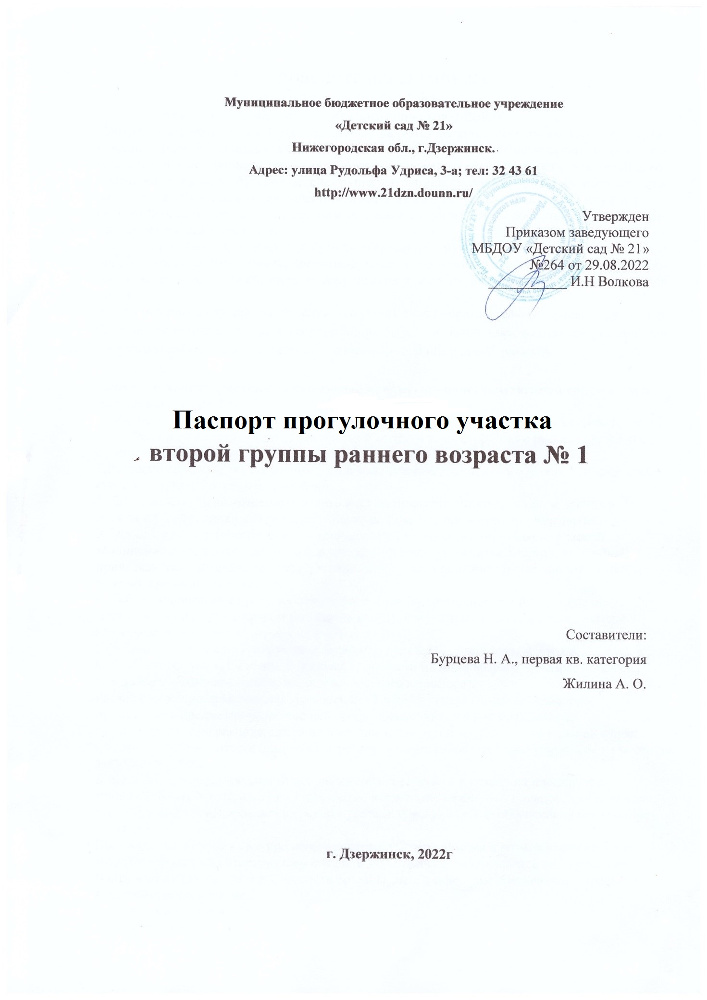 Муниципальное бюджетное образовательное учреждение
«Детский сад № 21»
Нижегородская обл., г.Дзержинск.
Адрес: улица Рудольфа Удриса, 3-а; тел: 32 43 61
http://www.21dzn.dounn.ru/
Утвержден
Приказом заведующего
МБДОУ «Детский сад № 21»
№264 от 29.08.2022
И.Н Волкова
Паспорт прогулочного участка
второй группы раннего возраста № 1
Составители:
Бурцева Н. А., первая кв. категория
Жилина А. О.
г. Дзержинск, 2022г